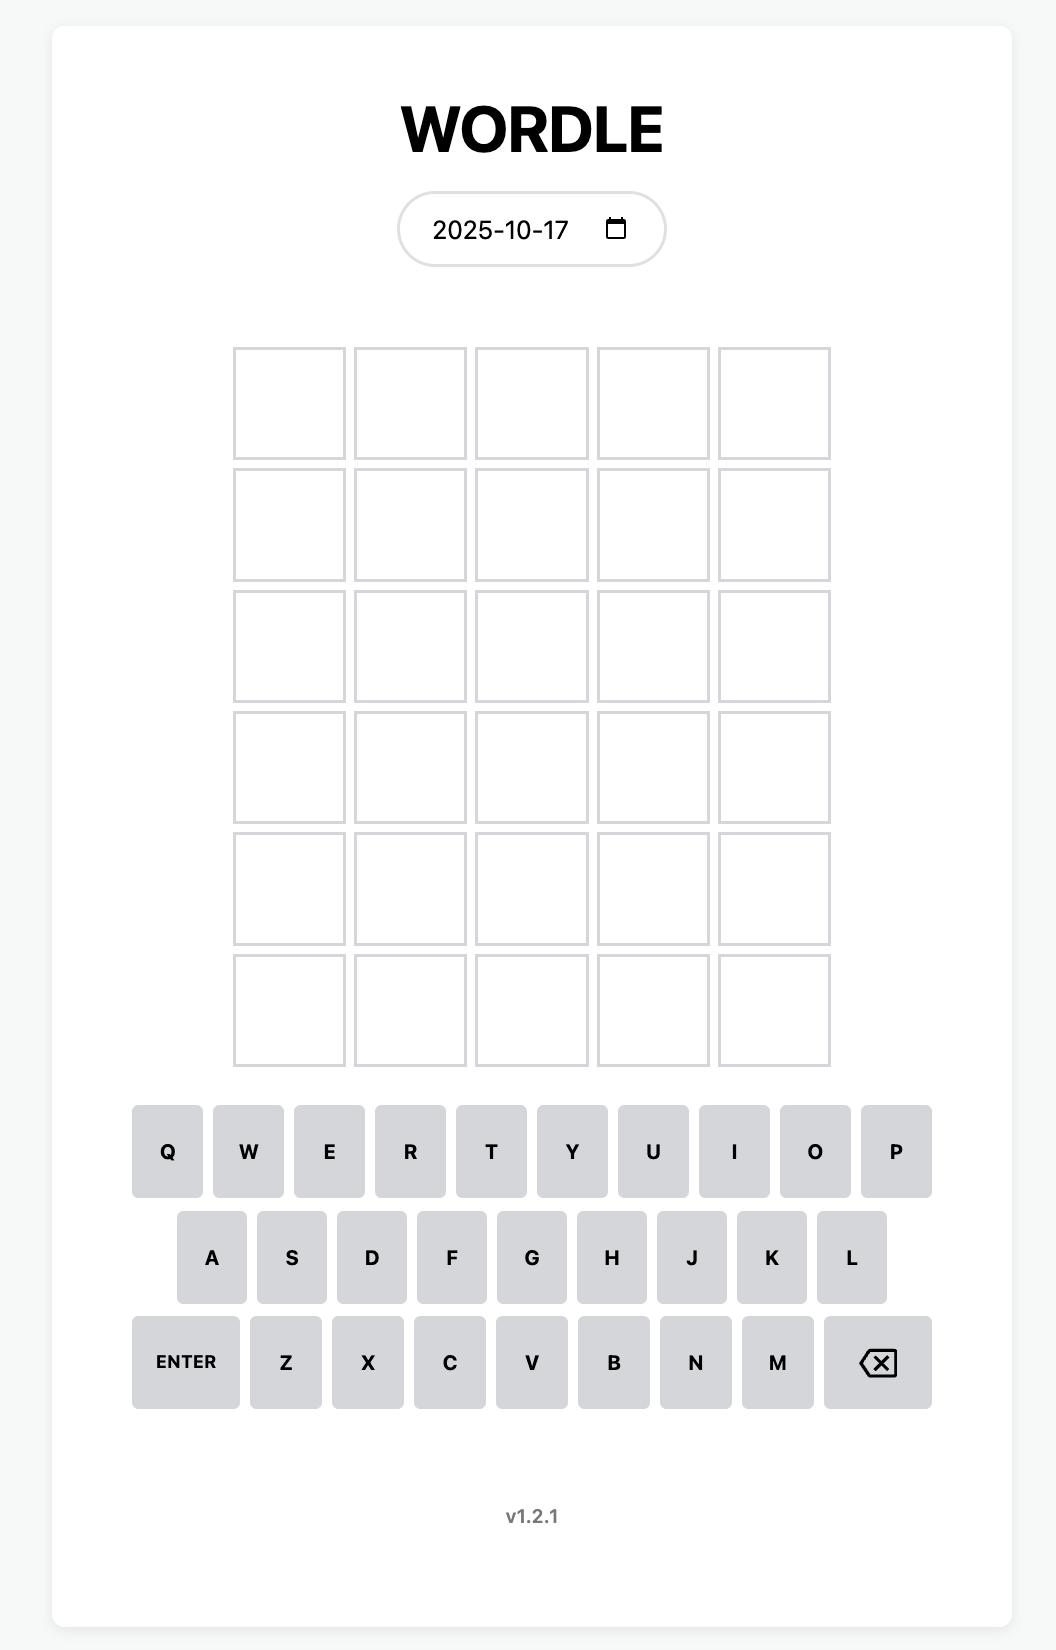 WORDLE
2025-10-17
Q W E R T Y U I O P
A S D F G H J K L
ENTER Z X C V B N M
v1.2.1